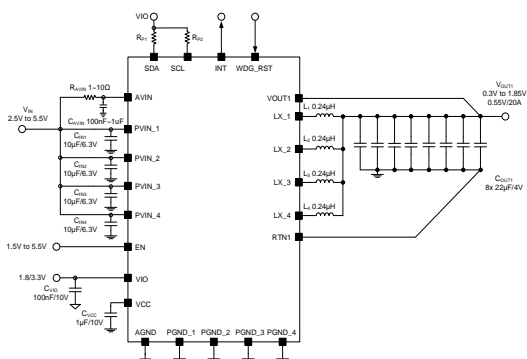 VIO
RP1
RP2
SDA
SCL
INT
WDG_RST
RAVIN 1~10Ω
AVIN
VIN
2.5V to 5.5V
CAVIN 100nF~1uF
PVIN_1
CIN1
10µF/6.3V
PVIN_2
CIN2
10µF/6.3V
PVIN_3
CIN3
10µF/6.3V
PVIN_4
CIN4
10µF/6.3V
1.5V to 5.5V
EN
1.8/3.3V
VIO
CVIO
100nF/10V
VCC
CVCC
1µF/10V
AGND
PGND_1
PGND_2
PGND_3
PGND_4
VOUT1
LX_1
L1 0.24µH
LX_2
L2 0.24µH
LX_3
L3 0.24µH
LX_4
L4 0.24µH
RTN1
VOUT1
0.3V to 1.85V
0.55V/20A
COUT1
8x 22µF/4V